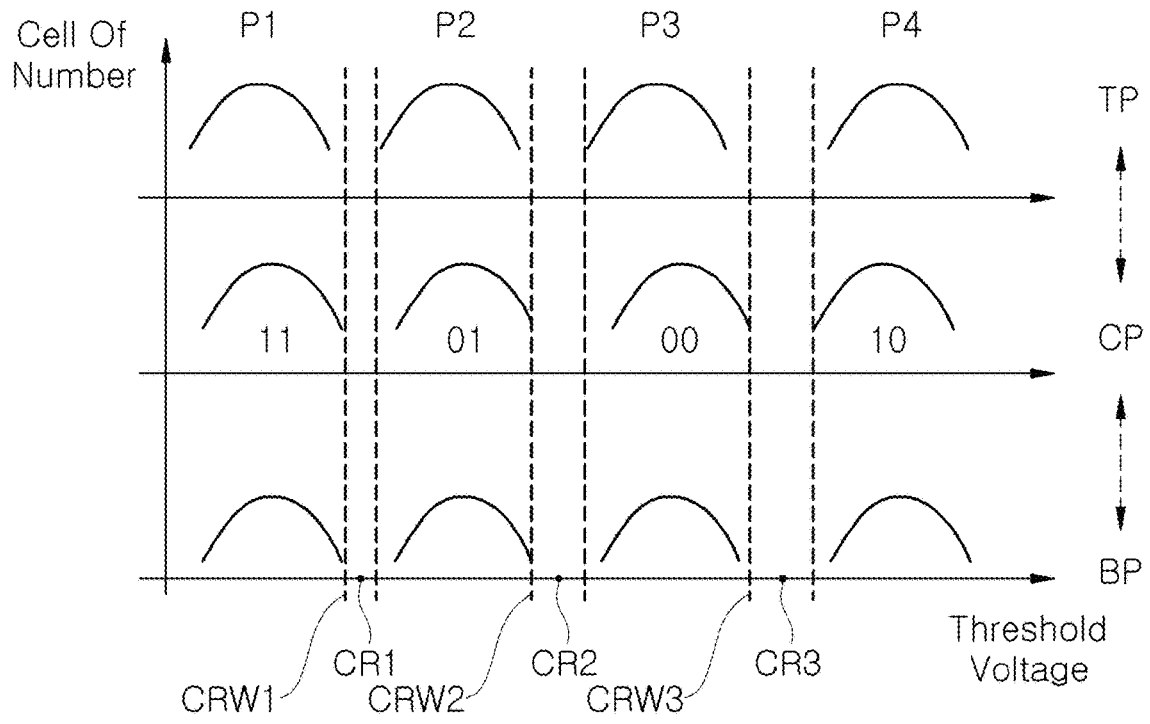 Cell Of
Number
P1
P2
P3
P4
TP
11
01
00
10
CP
BP
Threshold
Voltage
CR1
CR2
CR3
CRW1
CRW2
CRW3